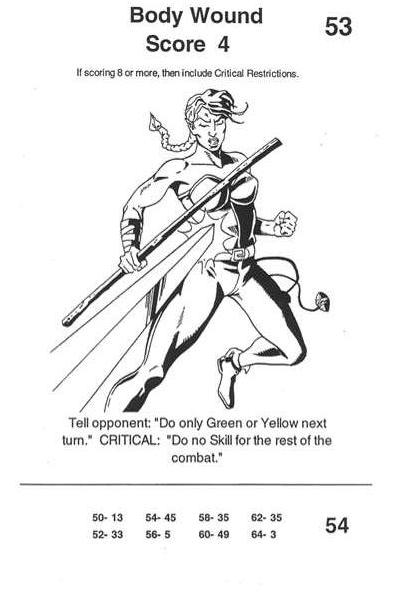 Body Wound
Score 4
53
If scoring 8 or more, then include Critical Restrictions.
Tell opponent: "Do only Green or Yellow next
turn." CRITICAL: "Do no Skill for the rest of the
combat."
50- 13 54- 45 58- 35 62- 35
52- 33 56- 5 60- 49 64- 3
54